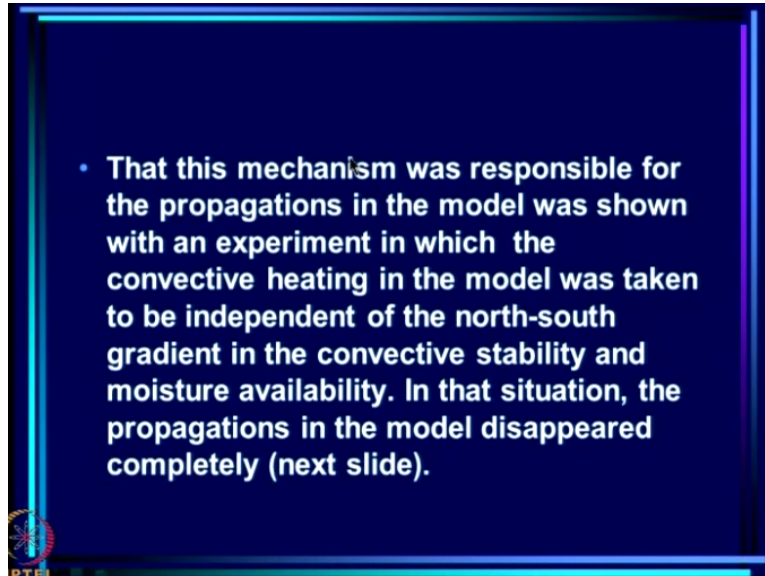 • That this mechanism was responsible for
the propagations in the model was shown
with an experiment in which the
convective heating in the model was taken
to be independent of the north-south
gradient in the convective stability and
moisture availability. In that situation, the
propagations in the model disappeared
completely (next slide).